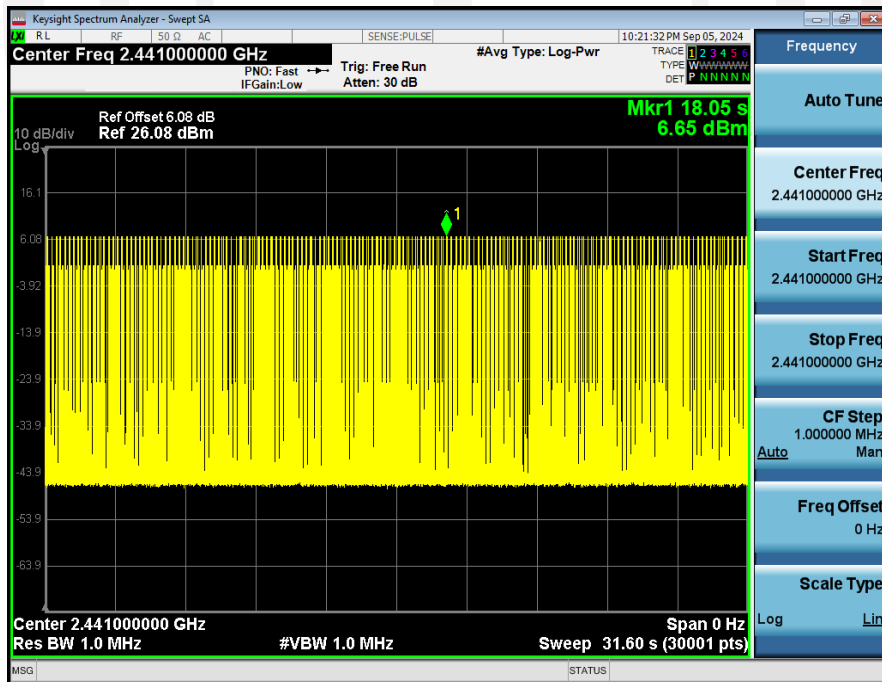 Keysight Spectrum Analyzer - Swept SA
LXI RL RF 50 Ω AC SENSE:PULSE 10:21:32 PM Sep 05, 2024
Center Freq 2.441000000 GHz #Avg Type: Log-Pwr TRACE 1 2 3 4 5 6
PNO: Fast Trig: Free Run TYPE WWWWWWW
IFGain:Low Atten: 30 dB DET P N N N N N
Ref Offset 6.08 dB Mkr1 18.05 s
10 dB/div Ref 26.08 dBm 6.65 dBm
Log
1
16.1
6.08
-3.92
-13.9
-23.9
-33.9
-43.9
-53.9
-63.9
Center 2.441000000 GHz Span 0 Hz
Res BW 1.0 MHz #VBW 1.0 MHz Sweep 31.60 s (30001 pts)
MSG STATUS
Frequency
Auto Tune
Center Freq
2.441000000 GHz
Start Freq
2.441000000 GHz
Stop Freq
2.441000000 GHz
CF Step
1.000000 MHz
Auto Man
Freq Offset
0 Hz
Scale Type
Log Lin